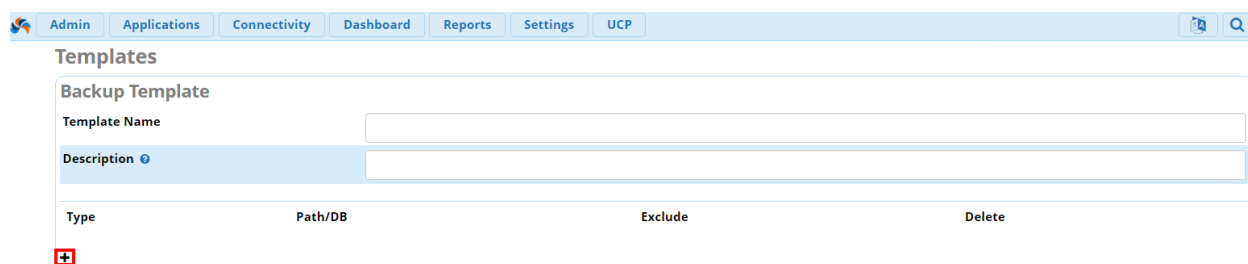 Admin Applications Connectivity Dashboard Reports Settings UCP
Templates
Backup Template
Template Name
Description
Type Path/DB Exclude Delete